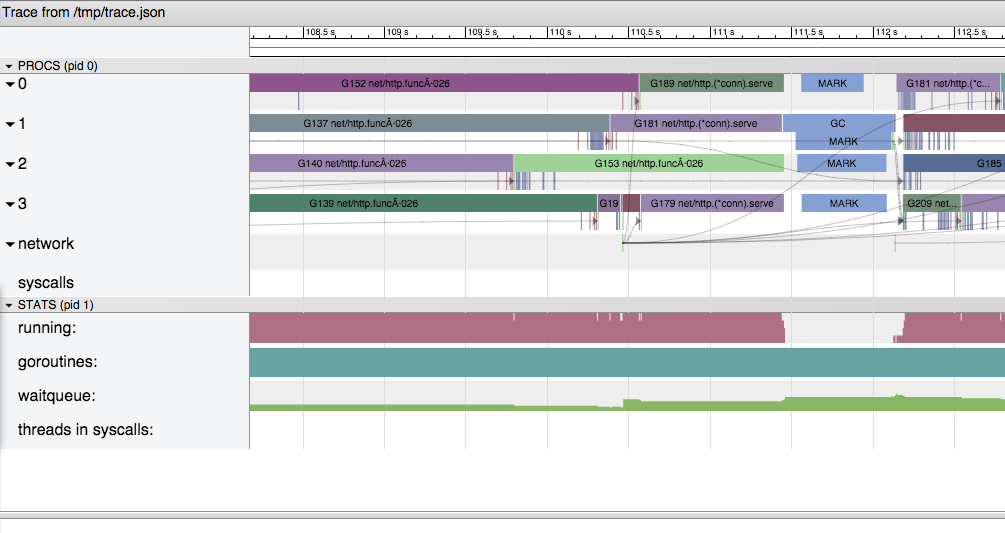 Trace from /tmp/trace.json
108.5 s 109 s 109.5 s 110 s 110.5 s 111 s 111.5 s 112 s 112.5 s
PROCS (pid 0)
0 G152 net/http.funcÂ·026 G189 net/http.(*conn).serve MARK G181 net/http.(*c...
1 G137 net/http.funcÂ·026 G181 net/http.(*conn).serve GC
MARK
2 G140 net/http.funcÂ·026 G153 net/http.funcÂ·026 MARK G185
3 G139 net/http.funcÂ·026 G19 G179 net/http.(*conn).serve MARK G209 net...
network
syscalls
STATS (pid 1)
running:
goroutines:
waitqueue:
threads in syscalls: